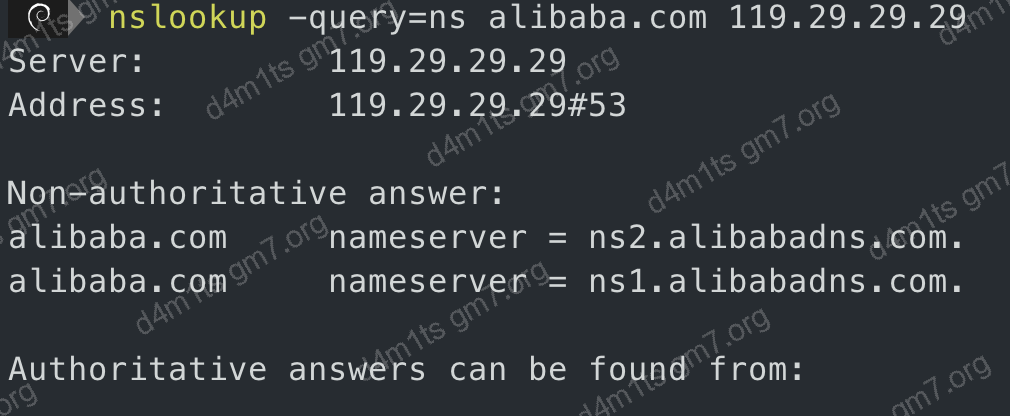 nslookup -query=ns alibaba.com 119.29.29.29
Server: 119.29.29.29
Address: 119.29.29.29#53
Non-authoritative answer:
alibaba.com nameserver = ns2.alibabadns.com.
alibaba.com nameserver = ns1.alibabadns.com.
Authoritative answers can be found from:
d4m1ts gm7.org